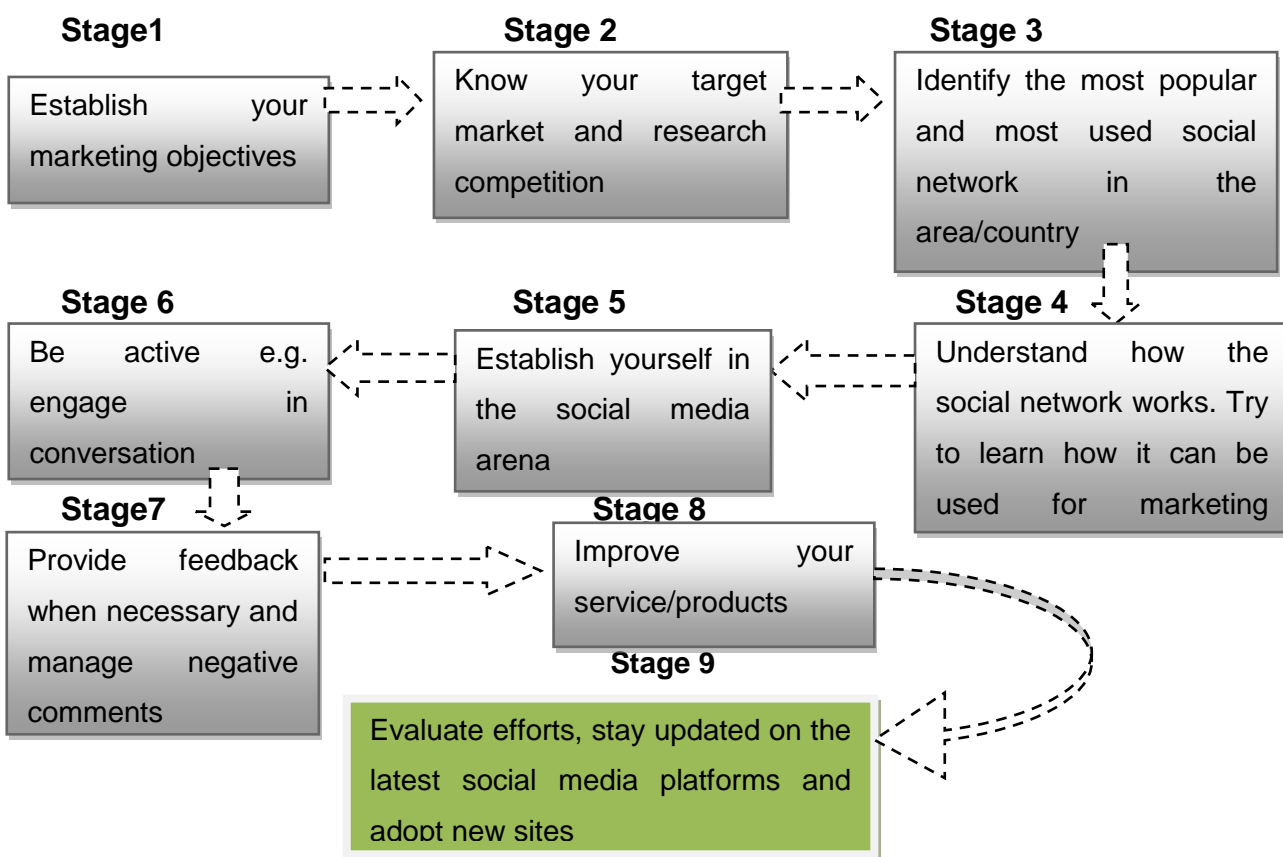 Stage1
Establish your
marketing objectives
Stage 2
Know your target
market and research
competition
Stage 3
Identify the most popular
and most used social
network in the
area/country
Stage 4
Understand how the
social network works. Try
to learn how it can be
used for marketing
Stage 5
Establish yourself in
the social media
arena
Stage 6
Be active e.g.
engage in
conversation
Stage7
Provide feedback
when necessary and
manage negative
comments
Stage 8
Improve your
service/products
Stage 9
Evaluate efforts, stay updated on the
latest social media platforms and
adopt new sites